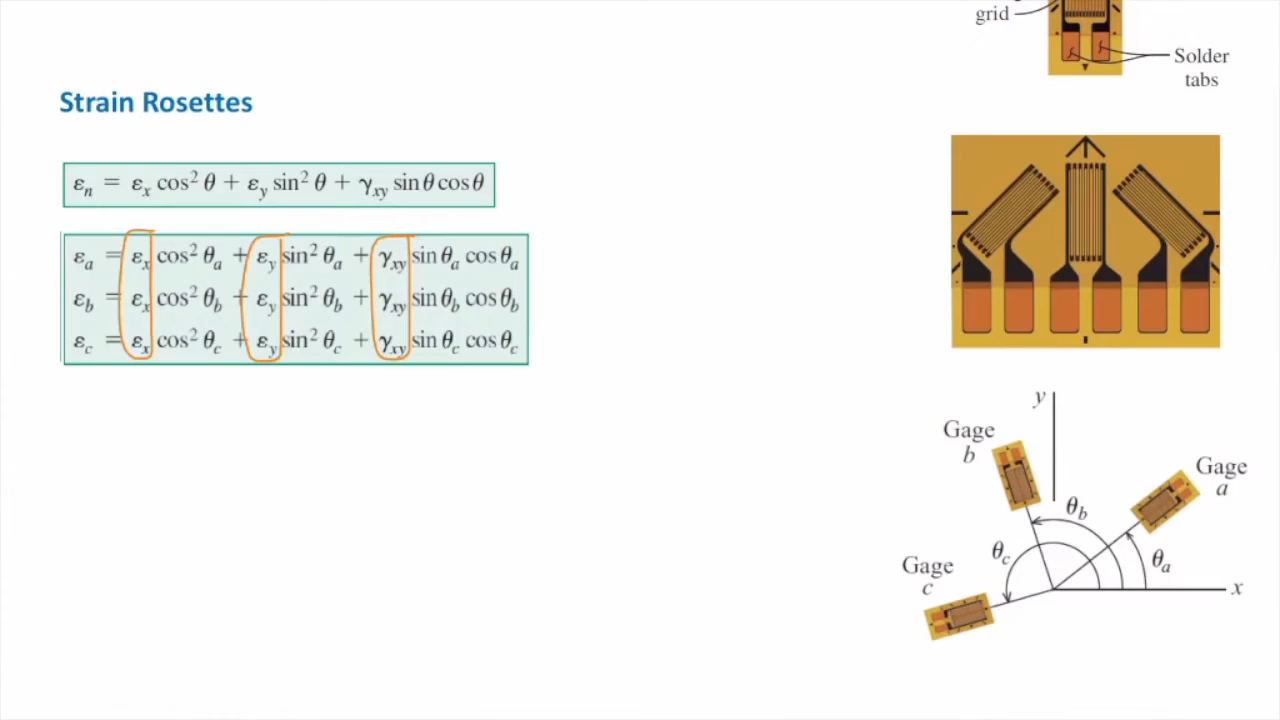 grid
Solder
tabs
Strain Rosettes
εn = εx cos² θ + εy sin² θ + γxy sin θ cos θ
εa = εx cos² θa + εy sin² θa + γxy sin θa cos θa
εb = εx cos² θb + εy sin² θb + γxy sin θb cos θb
εc = εx cos² θc + εy sin² θc + γxy sin θc cos θc
y
Gage
b
Gage
a
θb
θc
θa
Gage
c
x